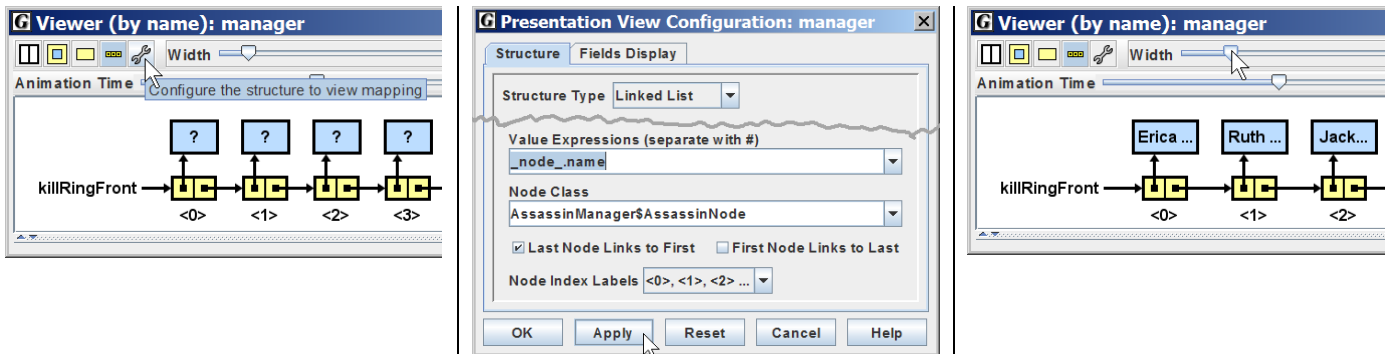 Viewer (by name): manager
Width
Animation Time
Configure the structure to view mapping
? ? ? ?
killRingFront
<0> <1> <2> <3>
Presentation View Configuration: manager
Structure Fields Display
Structure Type Linked List
Value Expressions (separate with #)
_node_.name
Node Class
AssassinManager$AssassinNode
Last Node Links to First First Node Links to Last
Node Index Labels <0>, <1>, <2> ...
OK Apply Reset Cancel Help
Viewer (by name): manager
Width
Animation Time
Erica ... Ruth ... Jack...
killRingFront
<0> <1> <2>